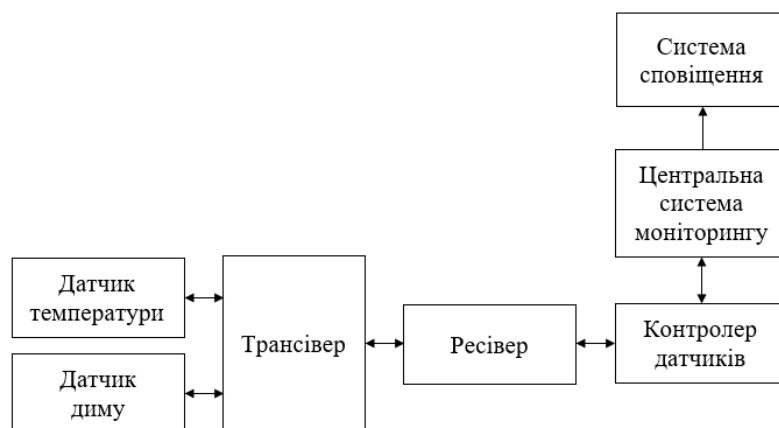 Система
сповіщення
Центральна
система
моніторингу
Датчик
температури
Трансівер
Ресівер
Контролер
датчиків
Датчик
диму